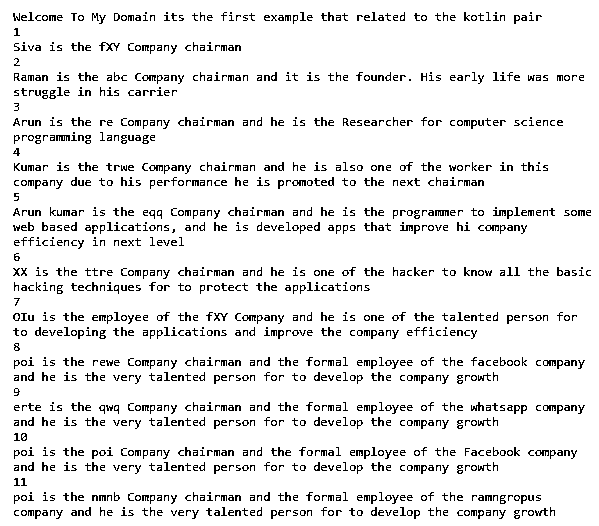 Welcome To My Domain its the first example that related to the kotlin pair
1
Siva is the fXY Company chairman
2
Raman is the abc Company chairman and it is the founder. His early life was more
struggle in his carrier
3
Arun is the re Company chairman and he is the Researcher for computer science
programming language
4
Kumar is the trwe Company chairman and he is also one of the worker in this
company due to his performance he is promoted to the next chairman
5
Arun kumar is the eqq Company chairman and he is the programmer to implement some
web based applications, and he is developed apps that improve hi company
efficiency in next level
6
XX is the ttre Company chairman and he is one of the hacker to know all the basic
hacking techniques for to protect the applications
7
OIu is the employee of the fXY Company and he is one of the talented person for
to developing the applications and improve the company efficiency
8
poi is the rewe Company chairman and the formal employee of the facebook company
and he is the very talented person for to develop the company growth
9
erte is the qwq Company chairman and the formal employee of the whatsapp company
and he is the very talented person for to develop the company growth
10
poi is the poi Company chairman and the formal employee of the Facebook company
and he is the very talented person for to develop the company growth
11
poi is the nmnb Company chairman and the formal employee of the ramngropus
company and he is the very talented person for to develop the company growth